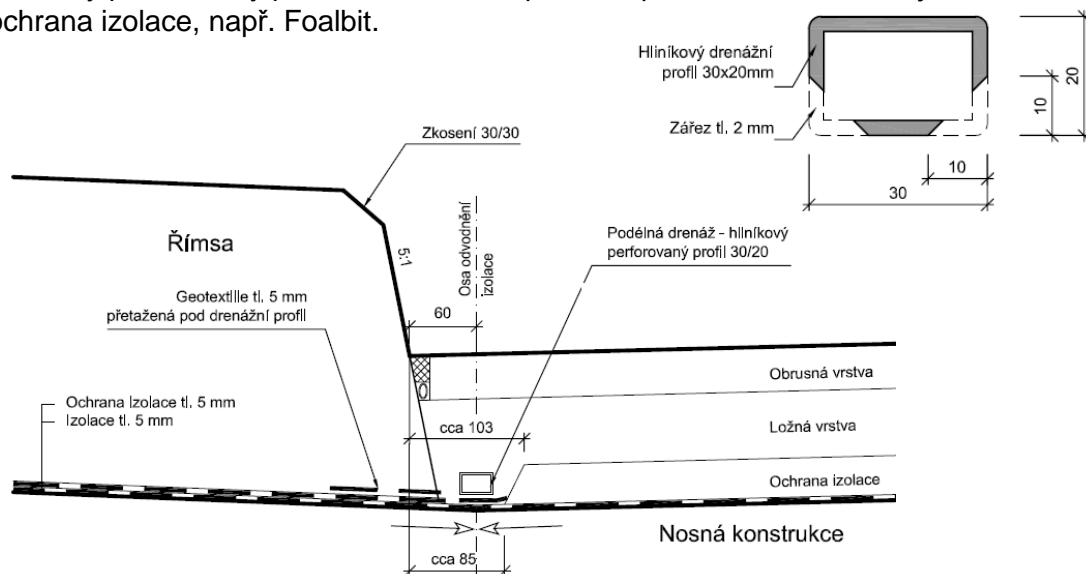 ochrana izolace, např. Foalbit.
Hliníkový drenážní
profil 30x20mm
Zářez tl. 2 mm
20
10
10
30
Zkosení 30/30
Římsa
5:1
Osa odvodnění
izolace
60
Podélná drenáž - hliníkový
perforovaný profil 30/20
Geotextilie tl. 5 mm
přetažená pod drenážní profil
Obrusná vrstva
Ochrana izolace tl. 5 mm
Izolace tl. 5 mm
cca 103
Ložná vrstva
Ochrana izolace
Nosná konstrukce
cca 85